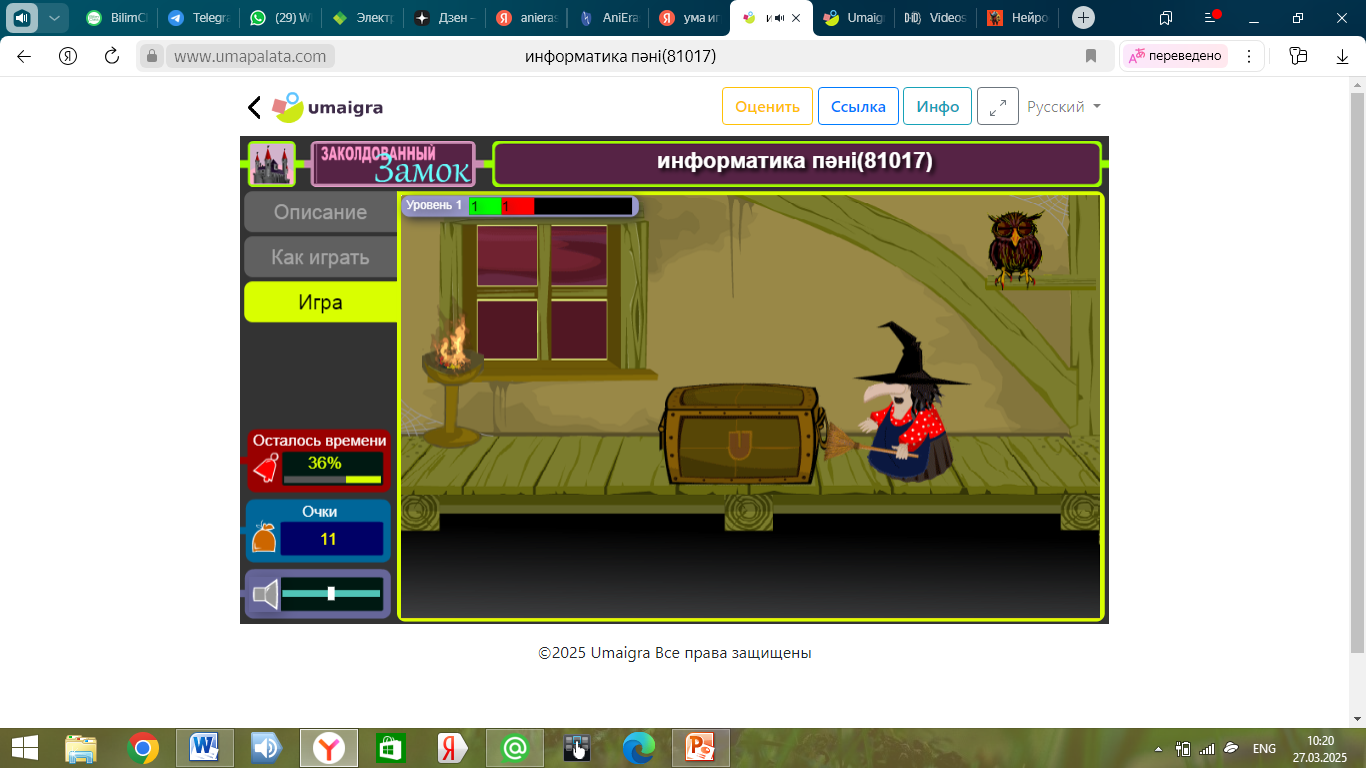 BilimCl
Telegra
(29) W
Электр
Дзен –
anieras
AniEra
ума иг
И
Umaig
Videos
Нейро
www.umapalata.com
информатика пәні(81017)
переведено
umaigra
Оценить
Ссылка
Инфо
Русский
ЗАКОЛДОВАННЫЙ
Замок
информатика пәні(81017)
Описание
Как играть
Игра
Уровень 1
1
1
Осталось времени
36%
Очки
11
©2025 Umaigra Все права защищены
ENG
10:20
27.03.2025